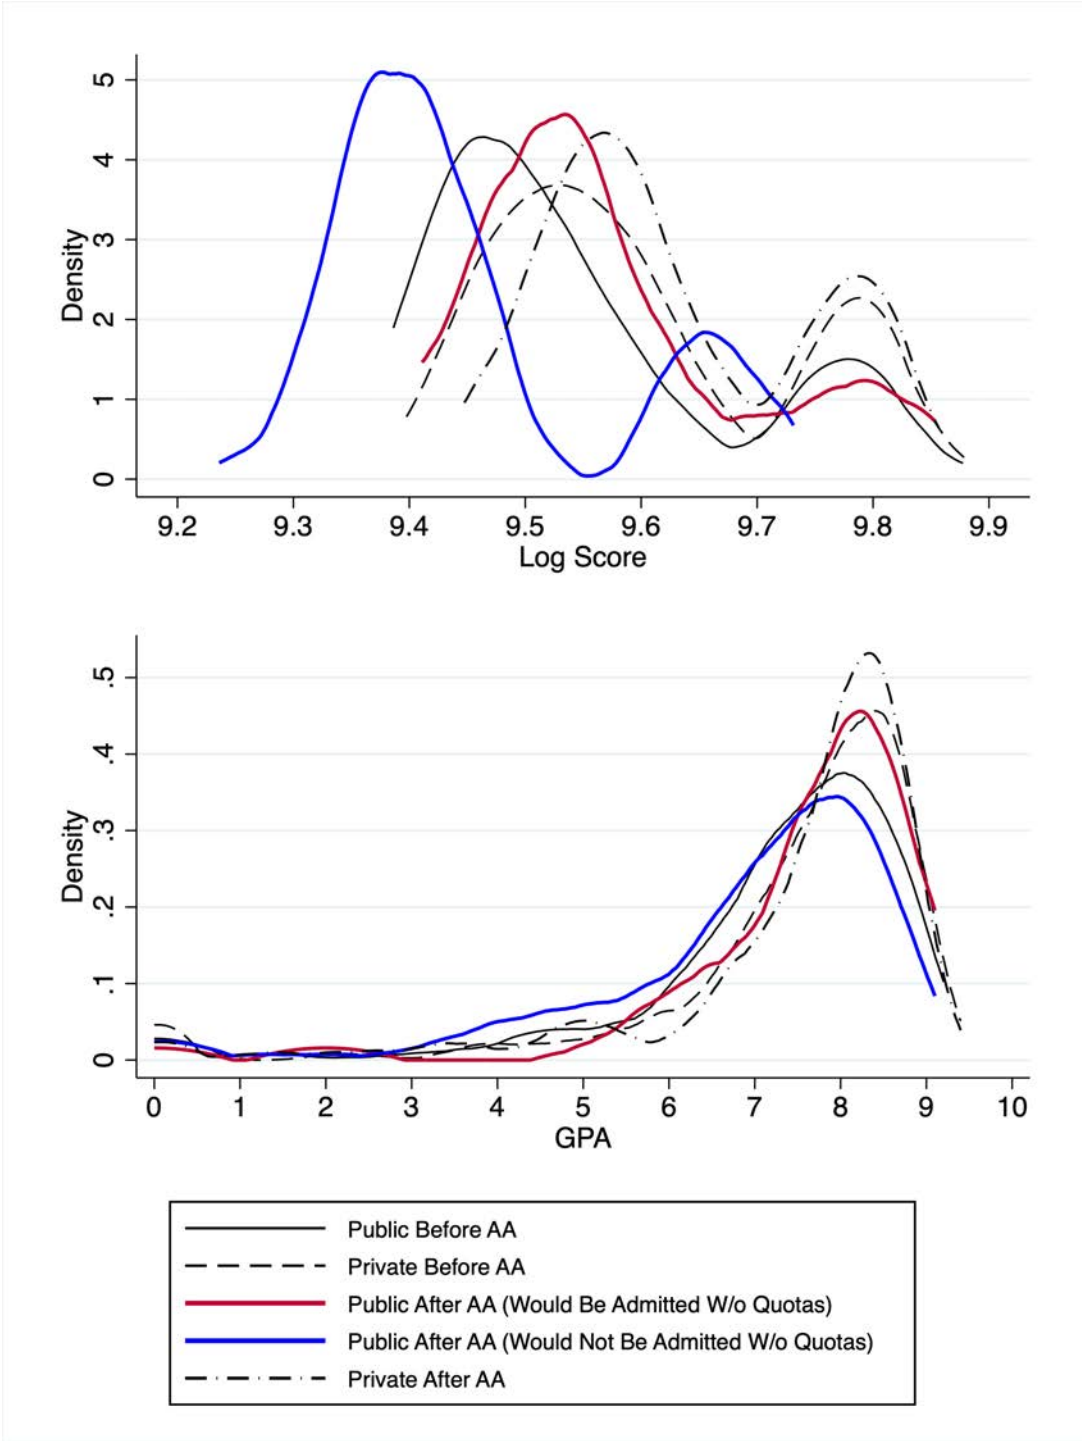 5
4
3
2
1
0
Density
9.2 9.3 9.4 9.5 9.6 9.7 9.8 9.9
Log Score
.5
.4
.3
.2
.1
0
Density
0 1 2 3 4 5 6 7 8 9 10
GPA
Public Before AA
Private Before AA
Public After AA (Would Be Admitted W/o Quotas)
Public After AA (Would Not Be Admitted W/o Quotas)
Private After AA